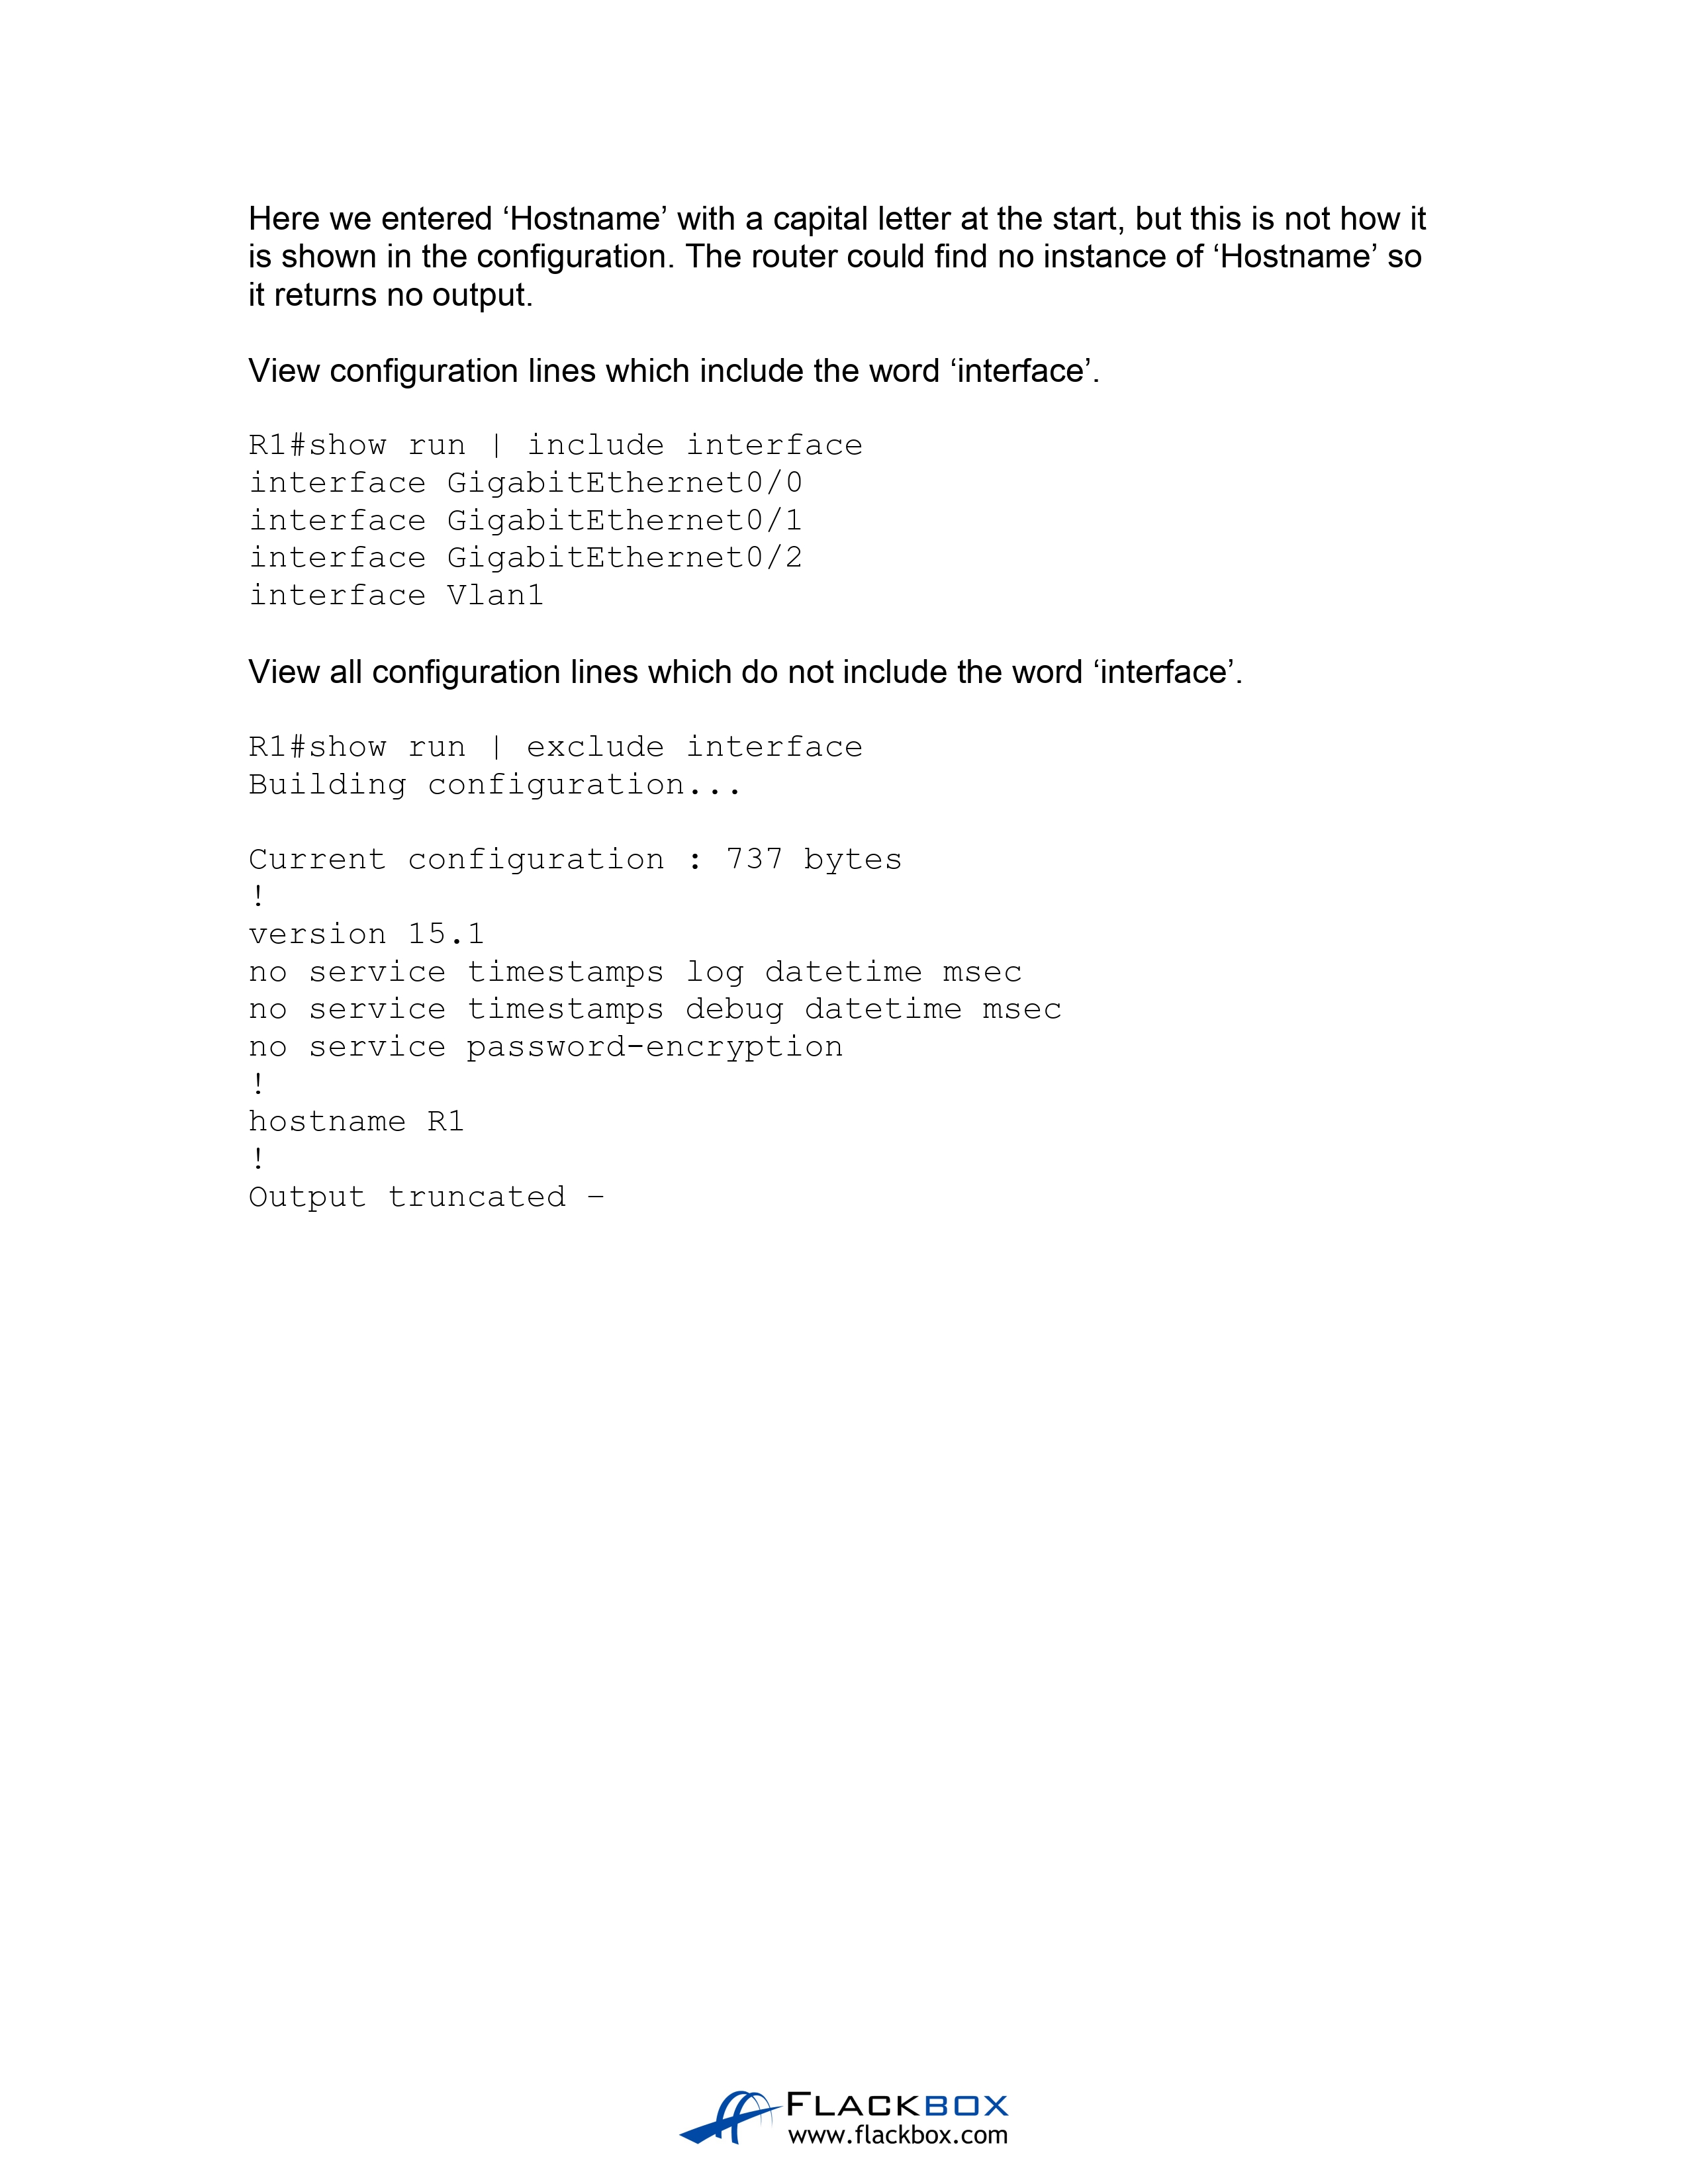 Here we entered ‘Hostname’ with a capital letter at the start, but this is not how it
is shown in the configuration. The router could find no instance of ‘Hostname’ so
it returns no output.
View configuration lines which include the word ‘interface’.
R1#show run | include interface
interface GigabitEthernet0/0
interface GigabitEthernet0/1
interface GigabitEthernet0/2
interface Vlan1
View all configuration lines which do not include the word ‘interface’.
R1#show run | exclude interface
Building configuration...
Current configuration : 737 bytes
!
version 15.1
no service timestamps log datetime msec
no service timestamps debug datetime msec
no service password-encryption
!
hostname R1
!
Output truncated –
FLACKBOX
www.flackbox.com